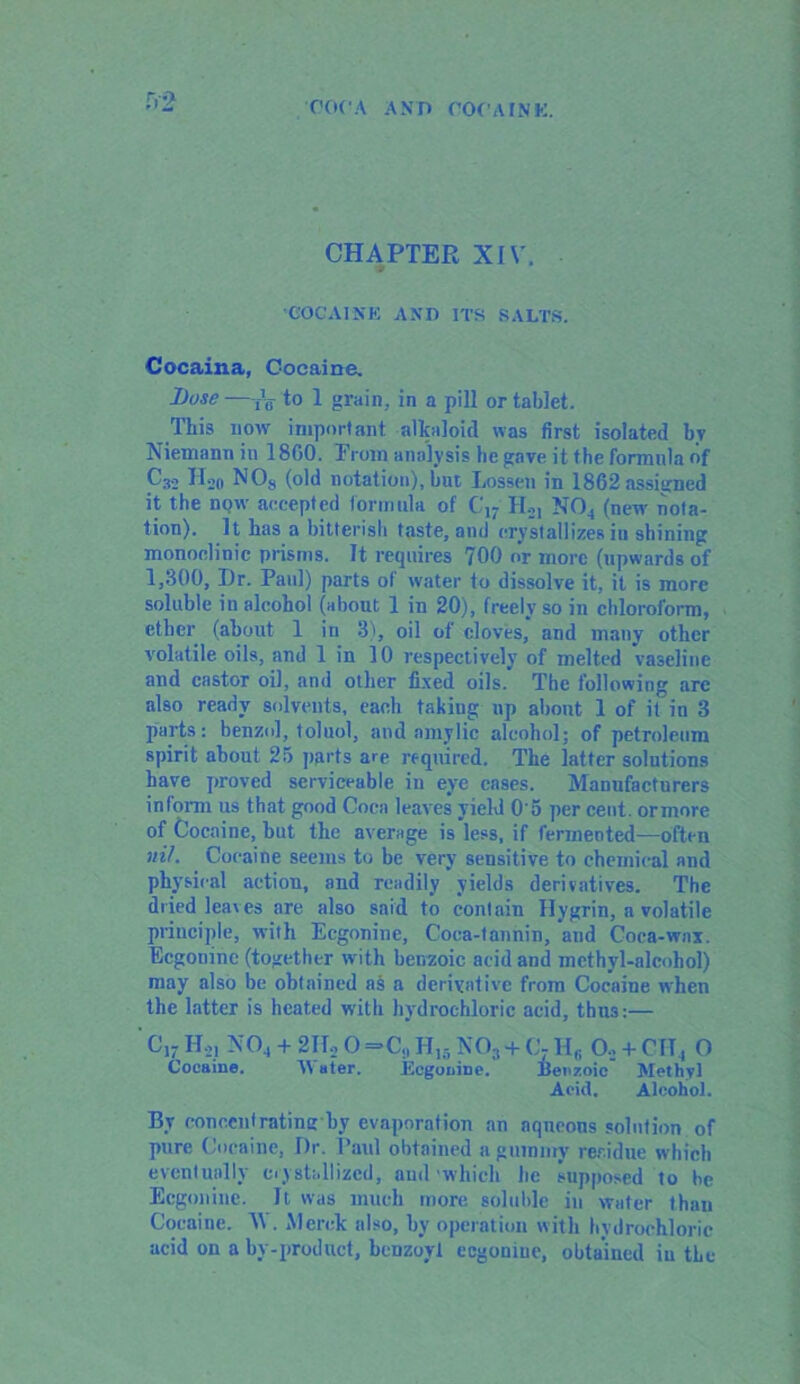 52
COCA AND COCAINE.
CHAPTER XIV.
COCAINE AND ITS SALTS.
Cocaina, Cocaine.
Dose—1/16 to 1 grain, in a pill or tablet.
This now important alkaloid was first isolated by
Niemann in 1860. From analysis he gave it the formula of
C32 H20 NO8 (old notation), but Lossen in 1862 assigned
it the now accepted formula of C17 H21 NO4 (new nota-
tion). It has a bitterish taste, and crystallizes in shining
monoclinic prisms. It requires 700 or more (upwards of
1,300, Dr. Paul) parts of water to dissolve it, it is more
soluble in alcohol (about 1 in 20), freely so in chloroform,
ether (about 1 in 3), oil of cloves, and many other
volatile oils, and 1 in 10 respectively of melted vaseline
and castor oil, and other fixed oils. The following are
also ready solvents, each taking up about 1 of it in 3
parts: benzol, toluol, and amylic alcohol; of petroleum
spirit about 25 parts are required. The latter solutions
have proved serviceable in eye cases. Manufacturers
inform us that good Coca leaves yield 0·5 per cent. or more
of Cocaine, but the average is less, if fermented—often
nil. Cocaine seems to be very sensitive to chemical and
physical action, and readily yields derivatives. The
dried leaves are also said to contain Hygrin, a volatile
principle, with Ecgonine, Coca-tannin, and Coca-wax.
Ecgonine (together with benzoic acid and methyl-alcohol)
may also be obtained as a derivative from Cocaine when
the latter is heated with hydrochloric acid, thus:—
C17 H21 NO4 + 2H2 O = C9 H15 NO3 + C7 H6 O2 + CH4 O
Cocaine. Water. Ecgonine. Benzoic Methyl
Acid. Alcohol.
By concentrating by evaporation an aqueous solution of
pure Cocaine, Dr. Paul obtained a gummy residue which
eventually crystallized, and which he supposed to be
Ecgonine. It was much more soluble in water than
Cocaine. W. Merck also, by operation with hydrochloric
acid on a by-product, benzoyl ecgonine, obtained in the